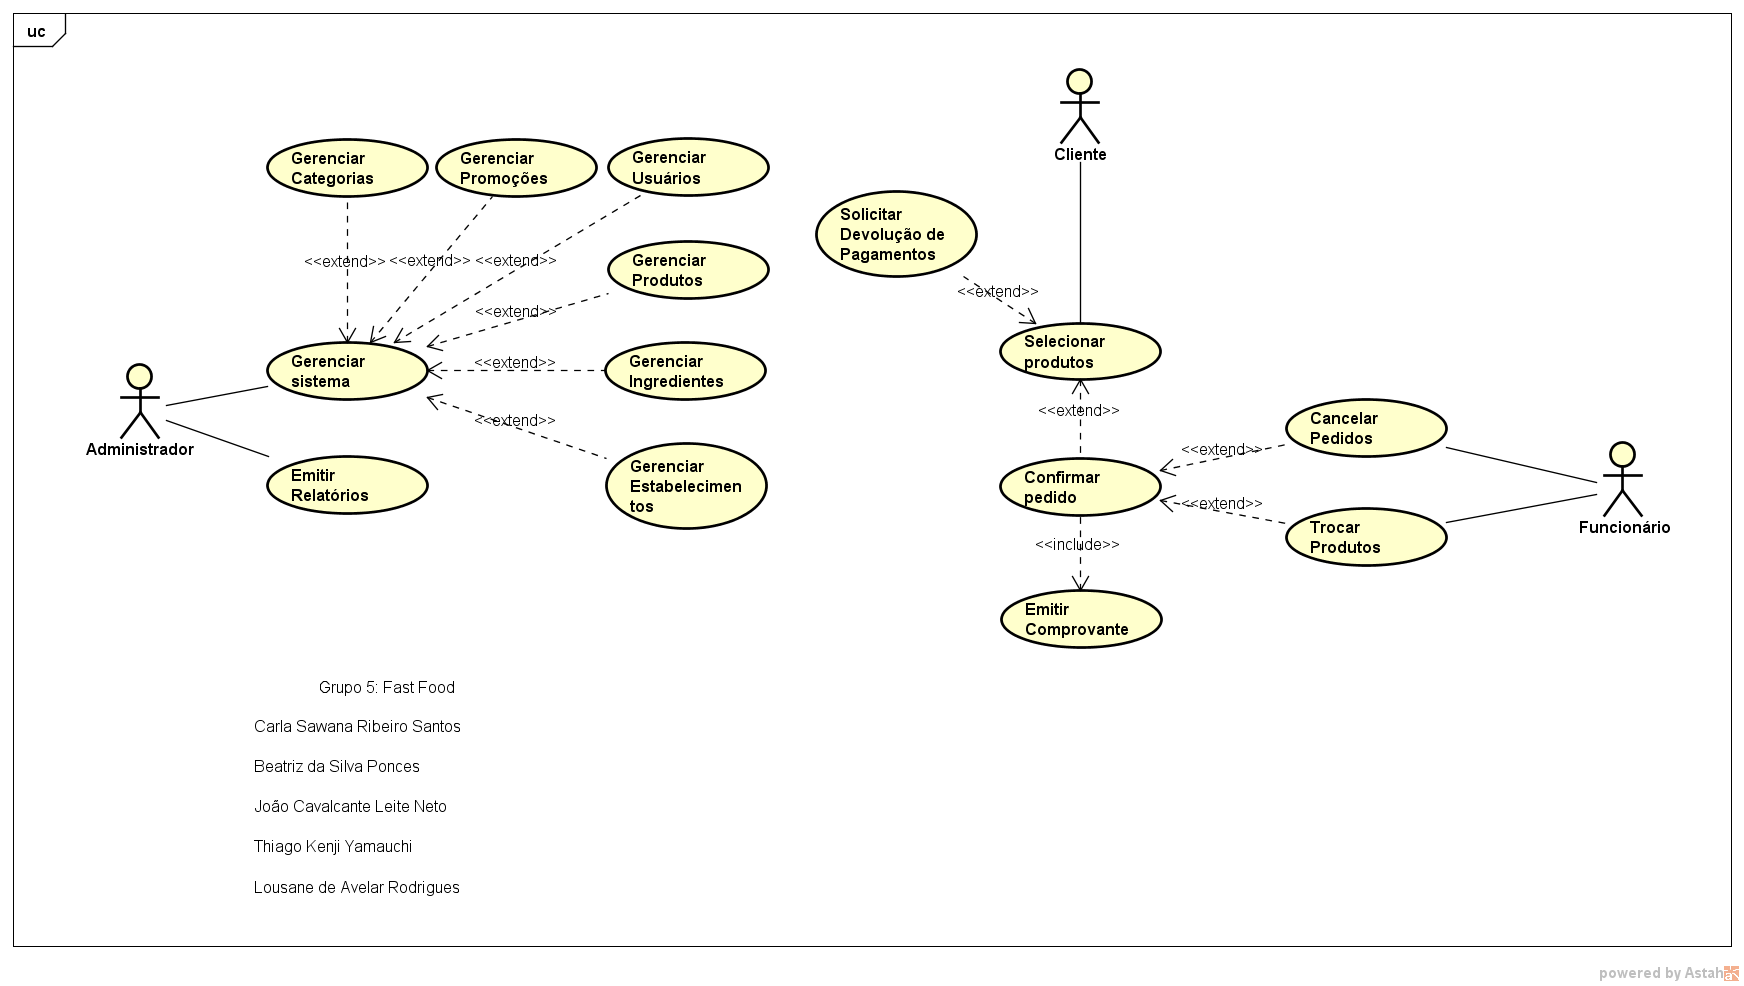 uc
Cliente
Gerenciar
Categorias
Gerenciar
Promoções
Gerenciar
Usuários
Solicitar
Devolução de
Pagamentos
<<extend>>
<<extend>>
<<extend>>
Gerenciar
Produtos
<<extend>>
<<extend>>
Gerenciar
sistema
<<extend>>
Gerenciar
Ingredientes
Selecionar
produtos
<<extend>>
<<extend>>
Administrador
Emitir
Relatórios
Gerenciar
Estabelecimen
tos
Confirmar
pedido
<<extend>>
<<extend>>
Cancelar
Pedidos
Trocar
Produtos
Funcionário
<<include>>
Emitir
Comprovante
Grupo 5: Fast Food
Carla Sawana Ribeiro Santos
Beatriz da Silva Ponces
João Cavalcante Leite Neto
Thiago Kenji Yamauchi
Lousane de Avelar Rodrigues
powered by Astah